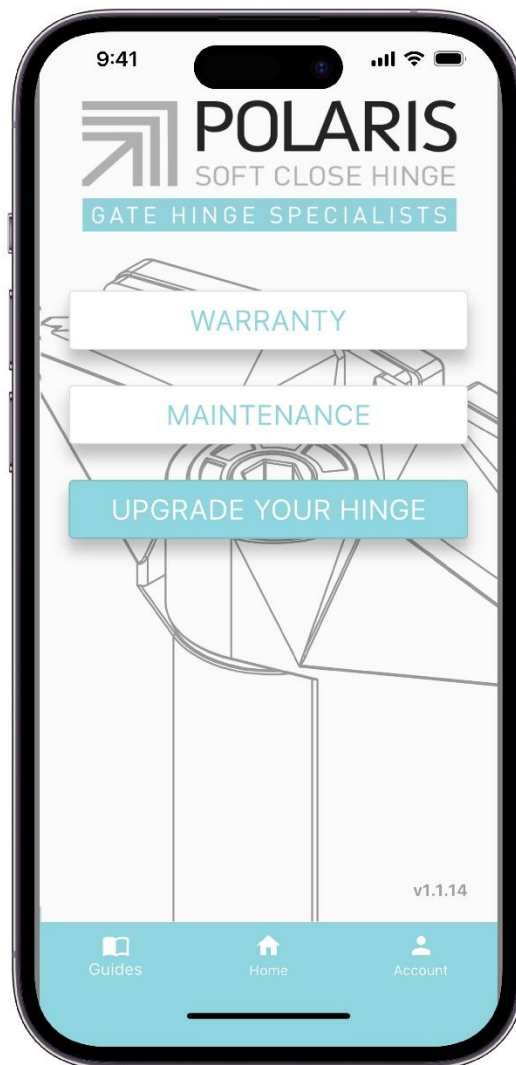 9:41
POLARIS
SOFT CLOSE HINGE
GATE HINGE SPECIALISTS
WARRANTY
MAINTENANCE
UPGRADE YOUR HINGE
v1.1.14
Guides
Home
Account